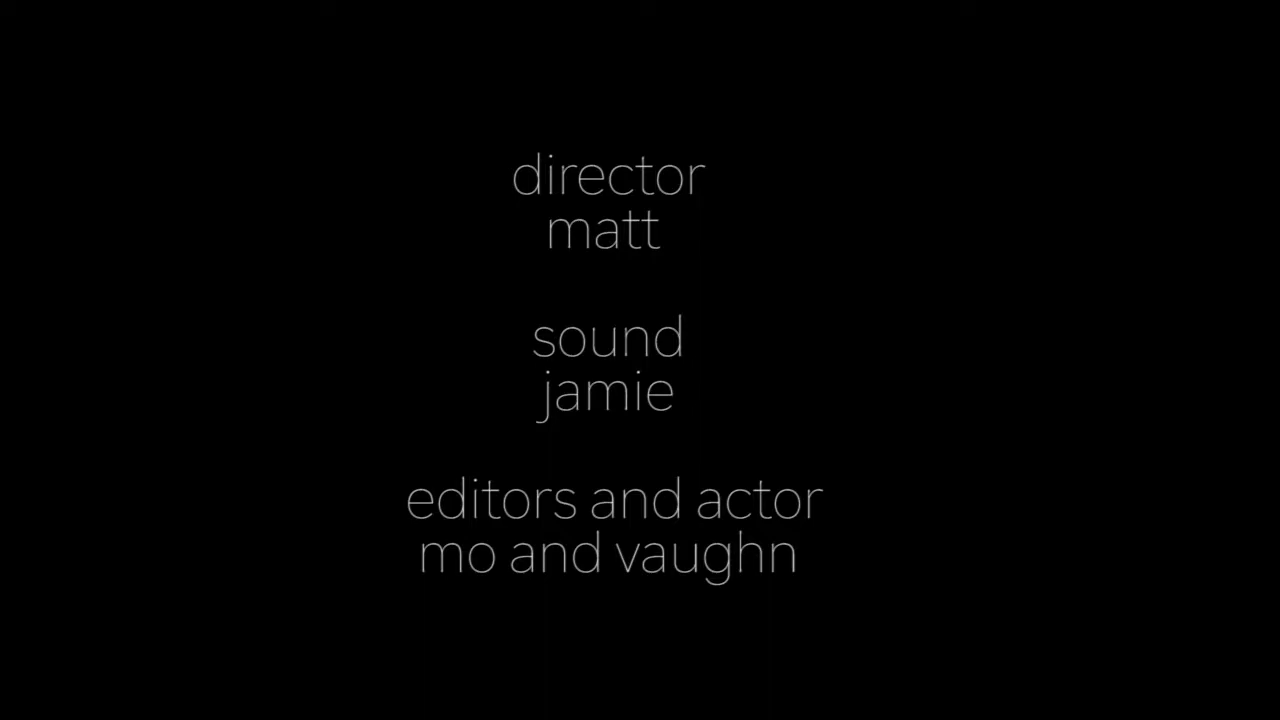 director
matt
sound
jamie
editors and actor
mo and vaughn